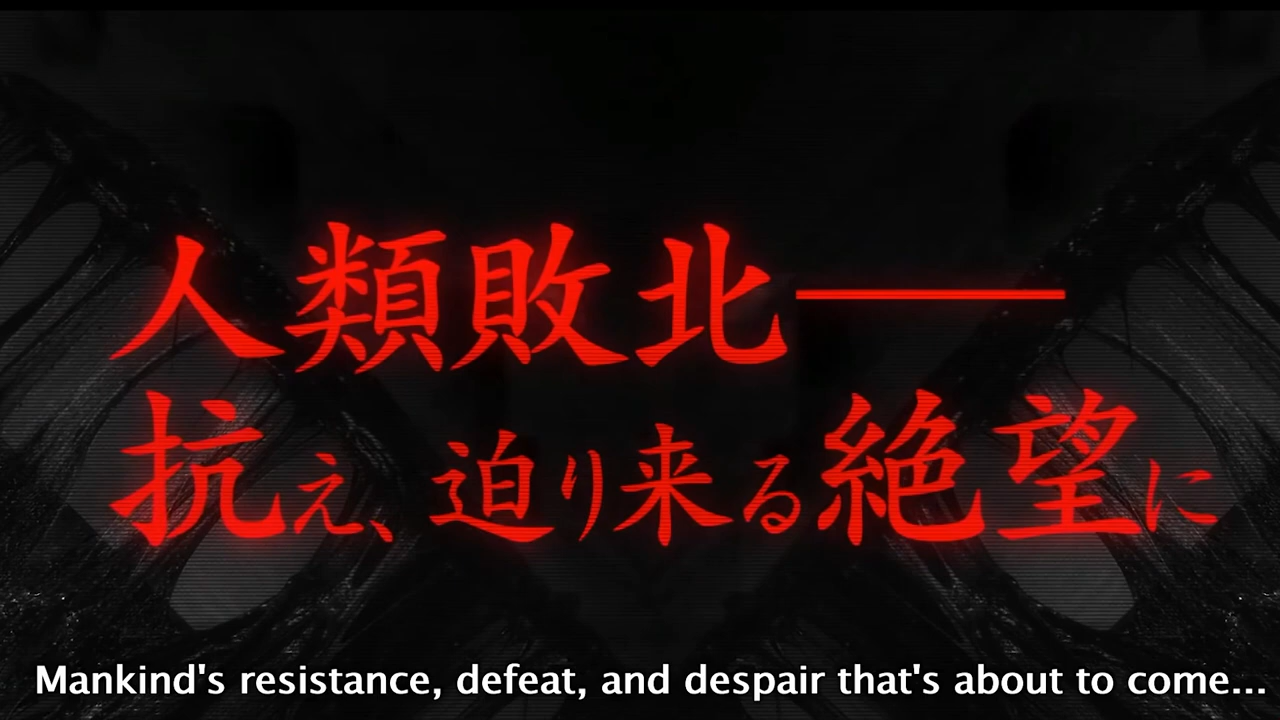 人類敗北——
抗え、迫り来る絶望に
Mankind's resistance, defeat, and despair that's about to come...